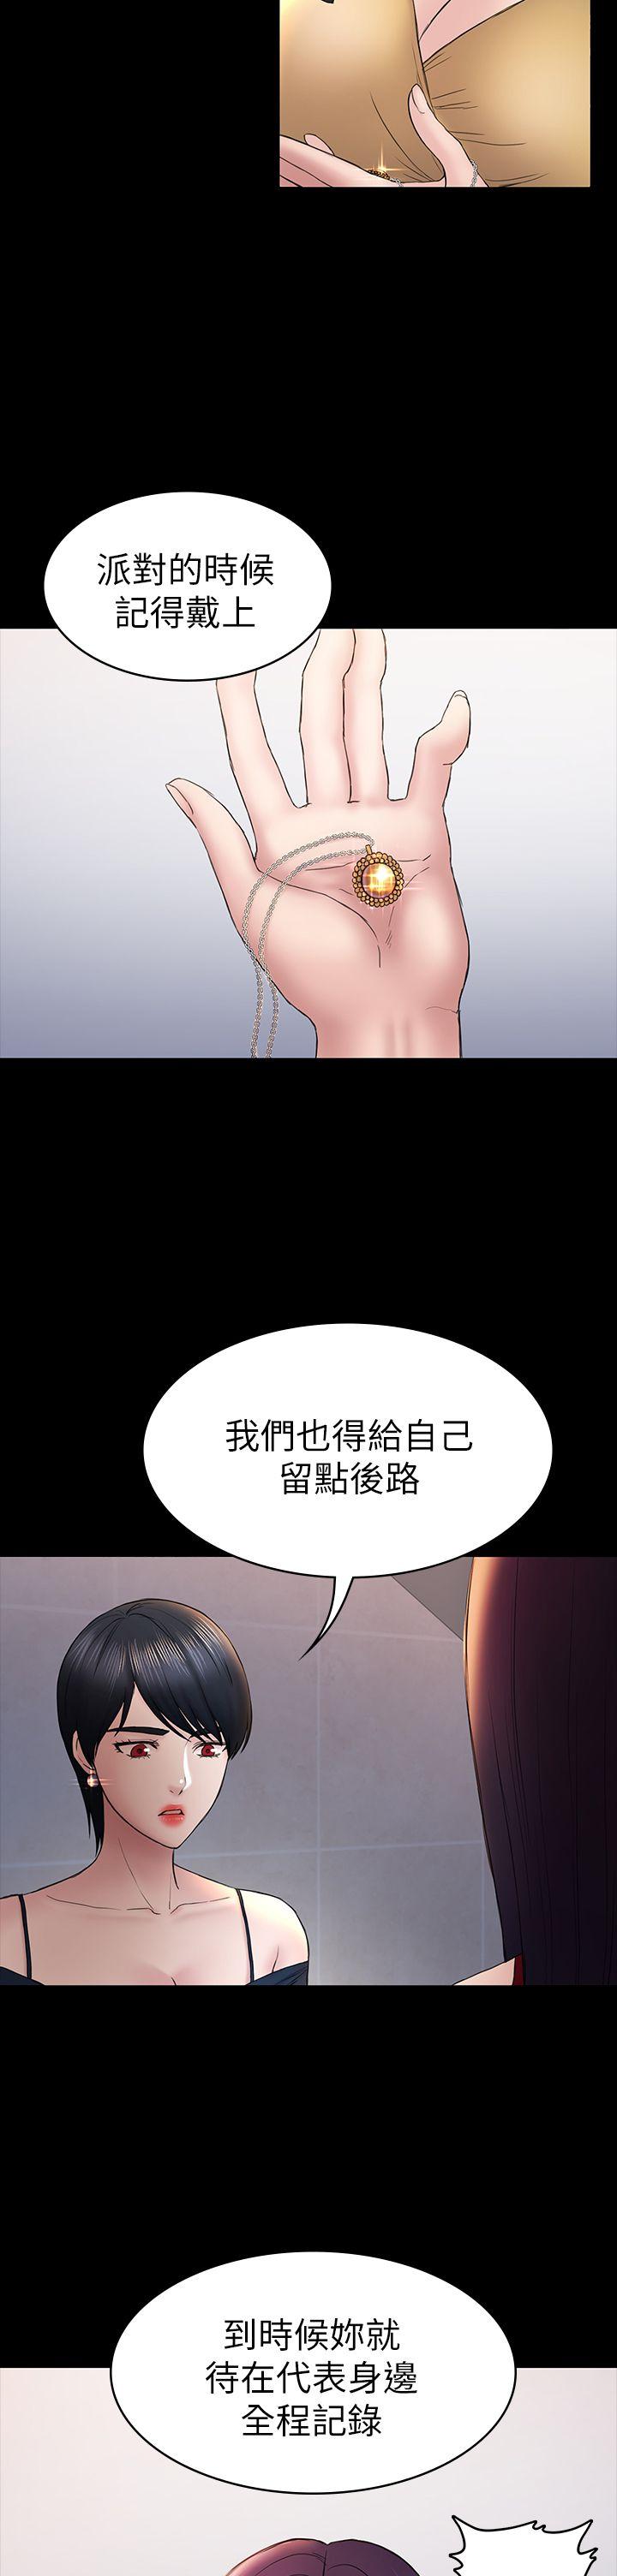 派對的時候
記得戴上
我們也得給自己
留點後路
到時候妳就
待在代表身邊
全程記錄